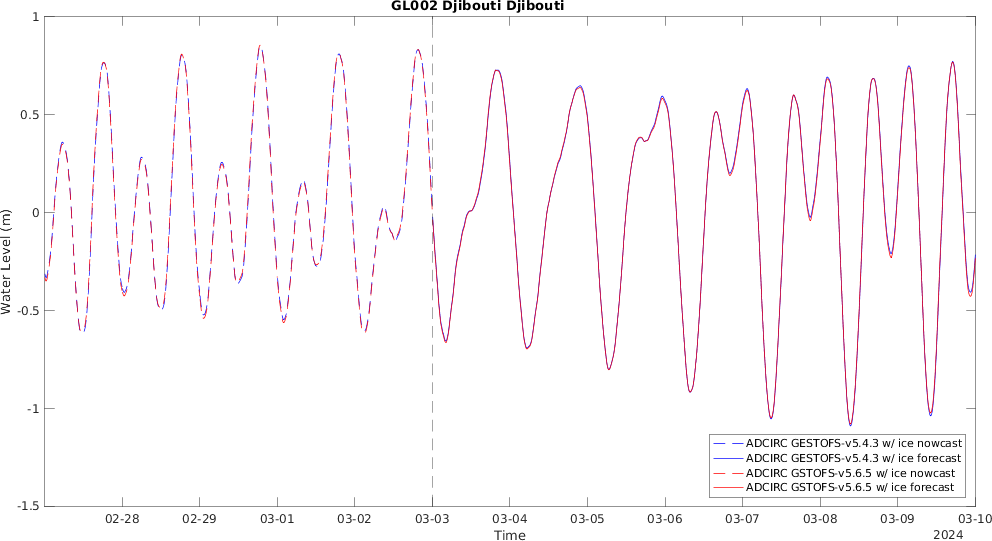 GL002 Djibouti Djibouti
1
0.5
0
-0.5
-1
-1.5
Water Level (m)
02-28 02-29 03-01 03-02 03-03 03-04 03-05 03-06 03-07 03-08 03-09 03-10
Time
2024
ADCIRC GESTOFS-v5.4.3 w/ ice nowcast
ADCIRC GESTOFS-v5.4.3 w/ ice forecast
ADCIRC GSTOFS-v5.6.5 w/ ice nowcast
ADCIRC GSTOFS-v5.6.5 w/ ice forecast